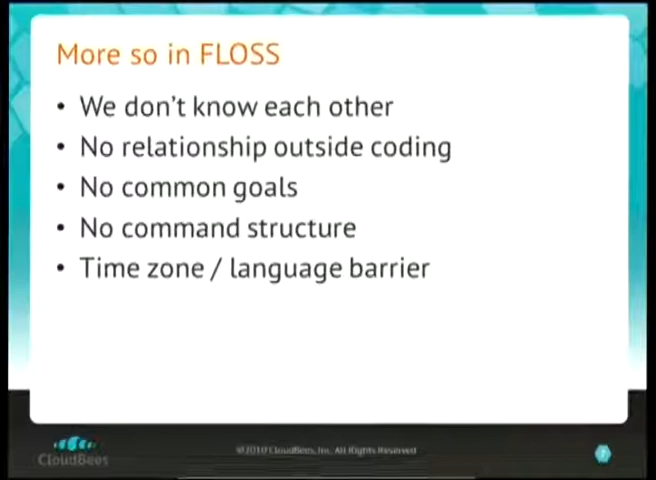 More so in FLOSS
• We don't know each other
• No relationship outside coding
• No common goals
• No command structure
• Time zone / language barrier
CloudBees
©2010 CloudBees, Inc. All Rights Reserved
7